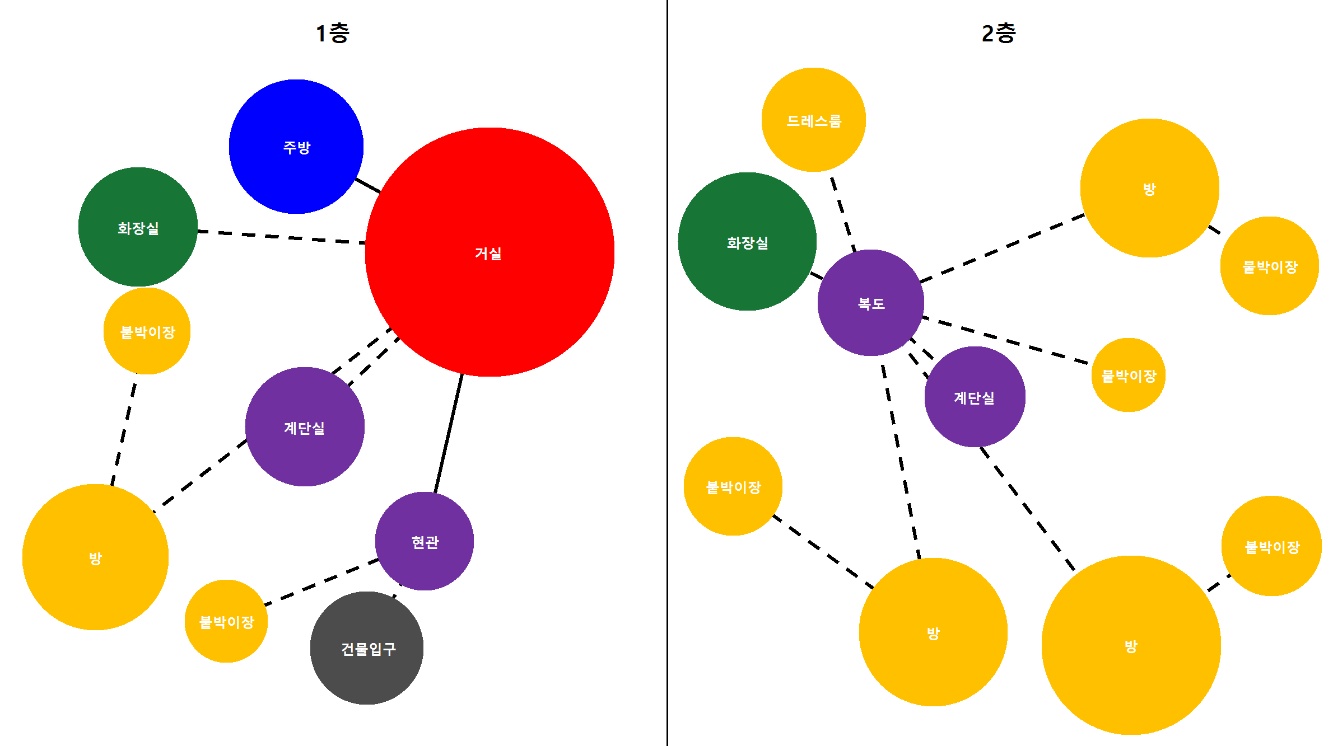 1층
주방
화장실
거실
붙박이장
계단실
현관
방
붙박이장
건물입구
2층
드레스룸
방
화장실
붙박이장
복도
붙박이장
계단실
붙박이장
붙박이장
방
방